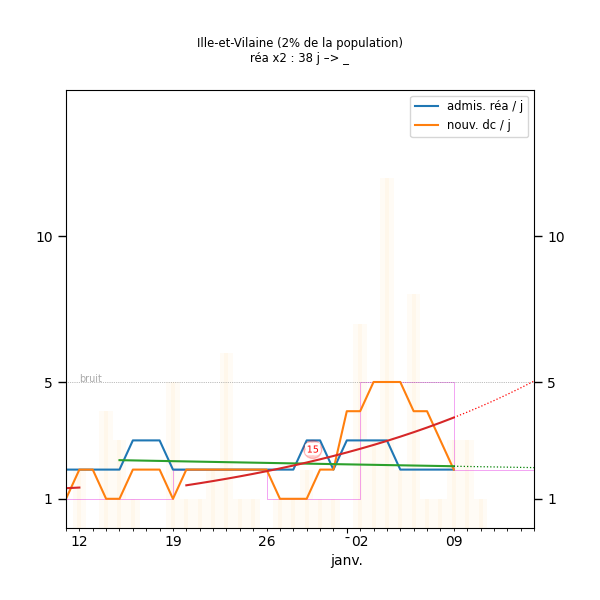 Ille-et-Vilaine (2% de la population)
réa x2 : 38 j –> _
admis. réa / j
nouv. dc / j
10
10
bruit
5
5
15
1
1
12
19
26
02
09
janv.